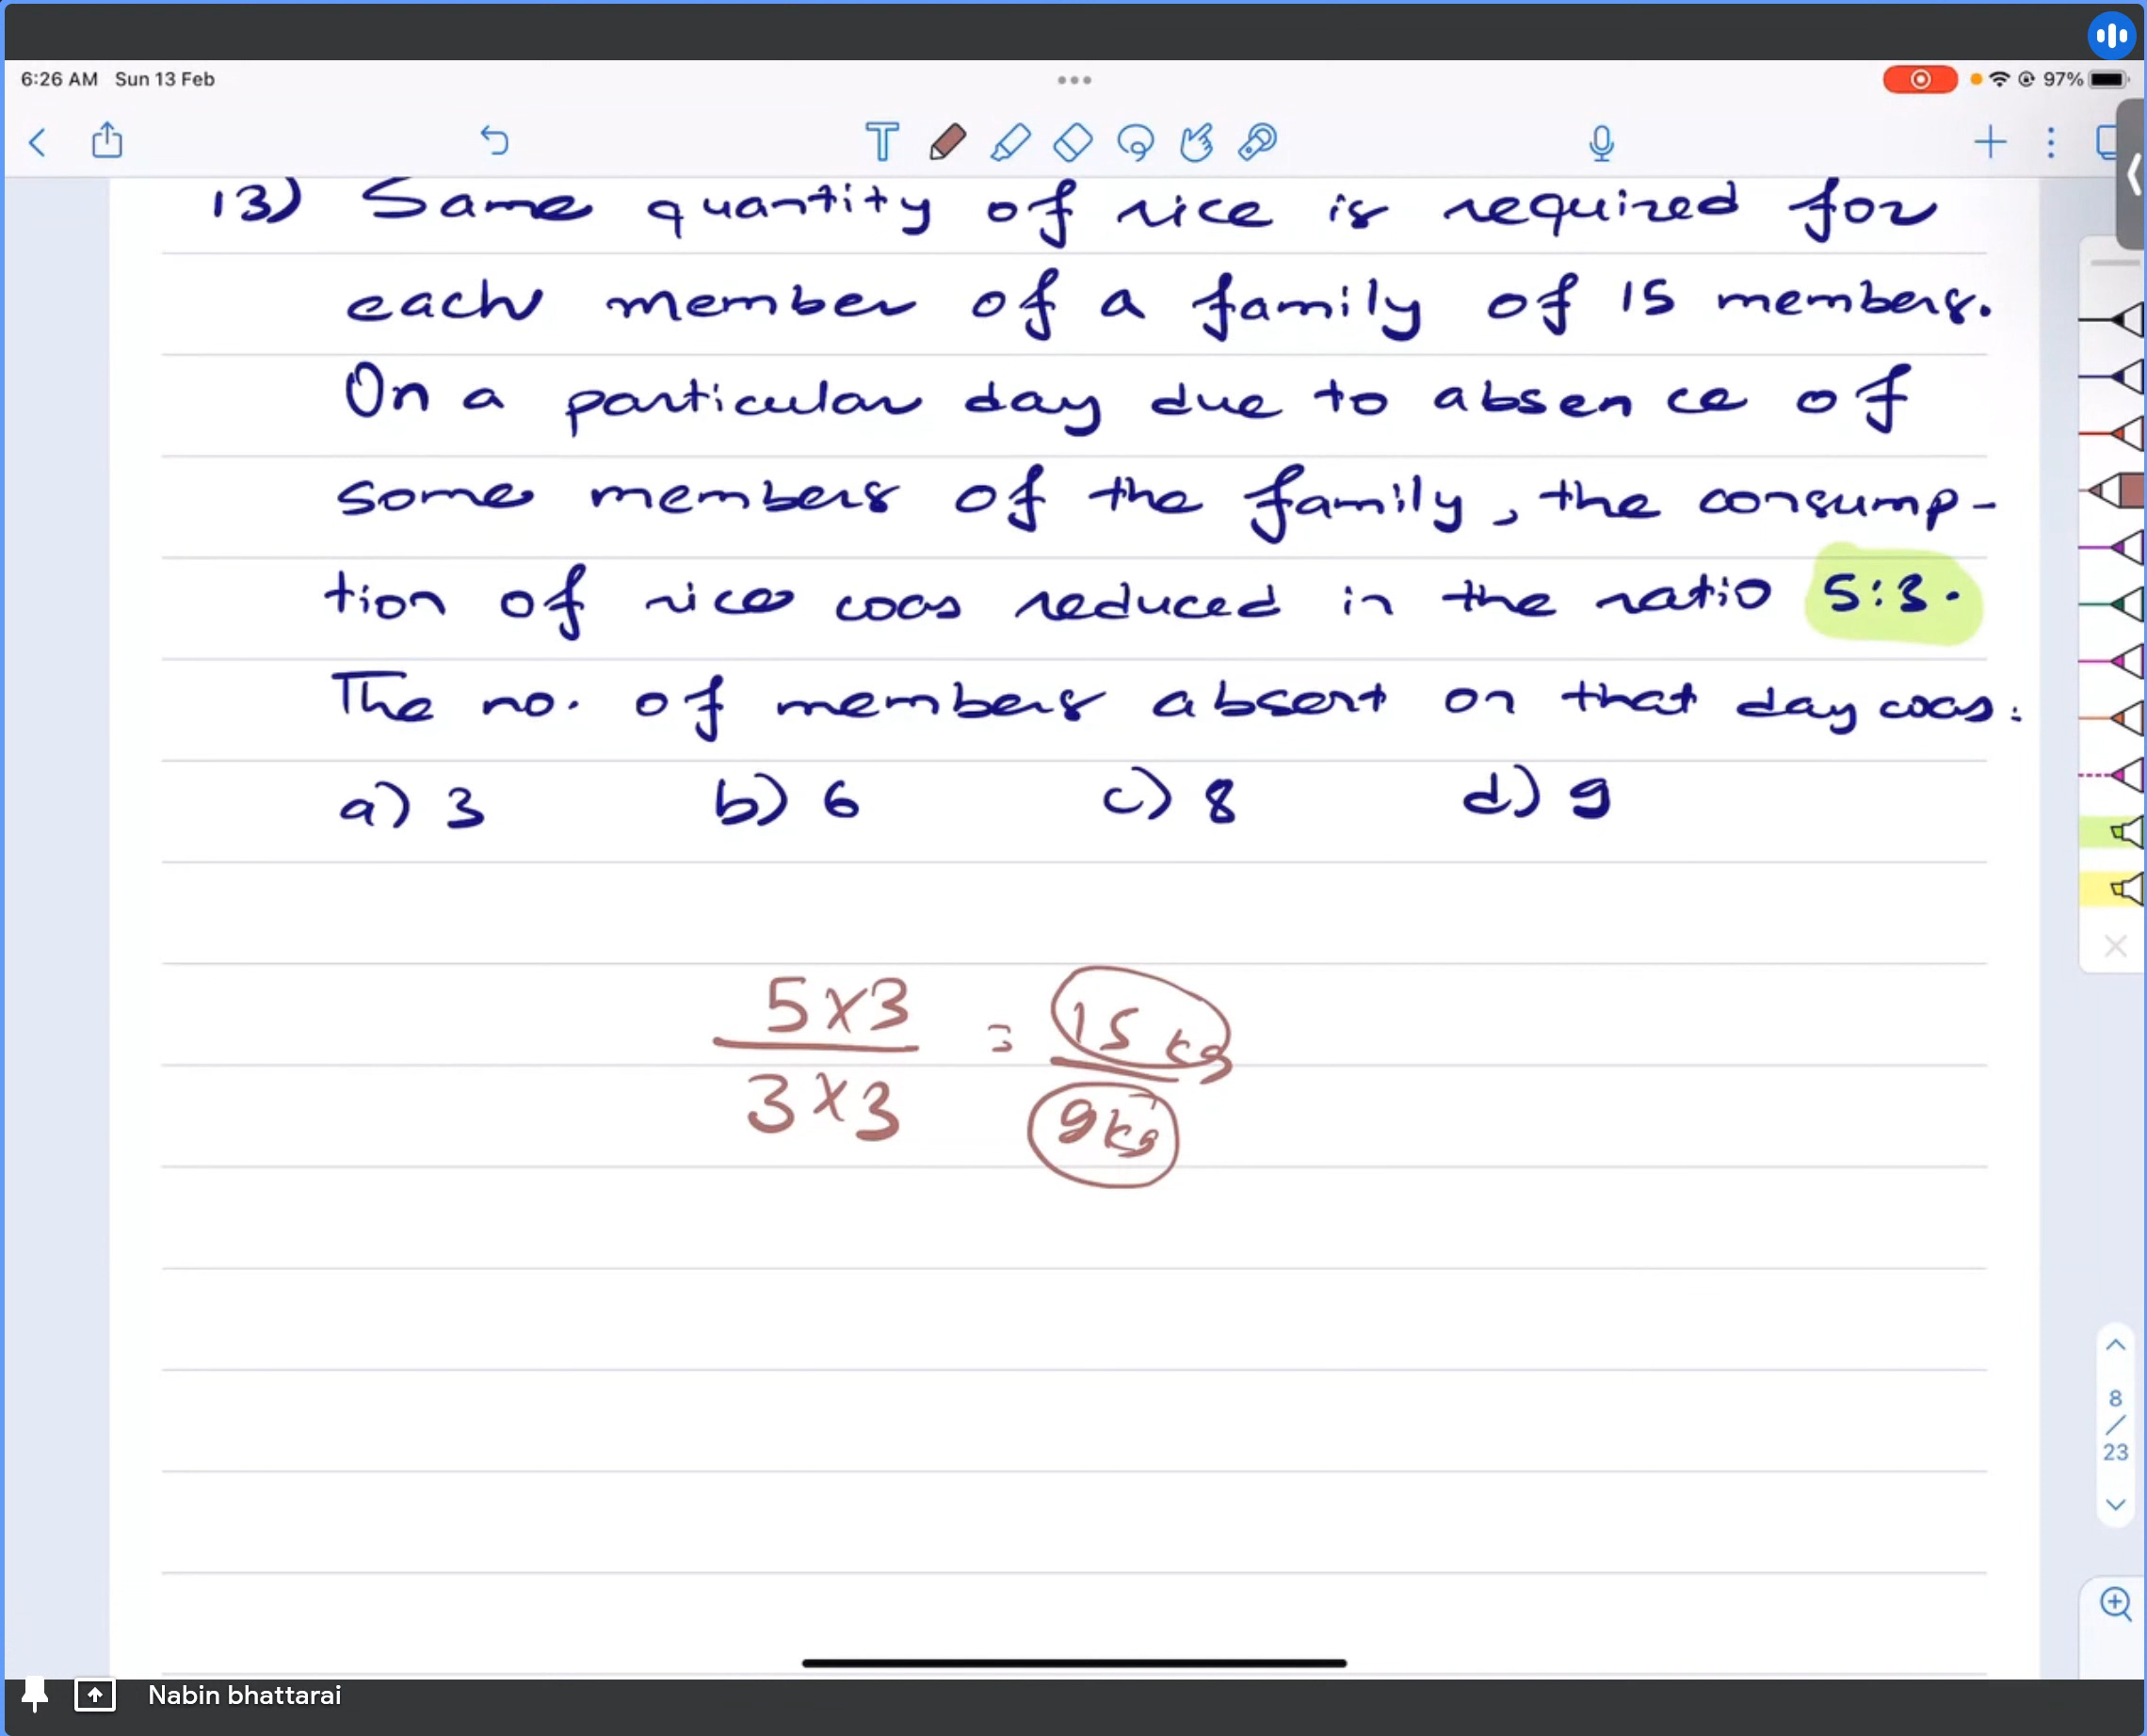 6:26 AM Sun 13 Feb
97%
13) Same quantity of rice is required for
each member of a family of 15 members.
On a particular day due to absence of
some members of the family, the consump-
tion of rice was reduced in the ratio 5:3.
The no. of members absent on that day was:
a) 3 b) 6 c) 8 d) 9
5×3 = 15 kg
3×3 9kg
8
/
23
Nabin bhattarai